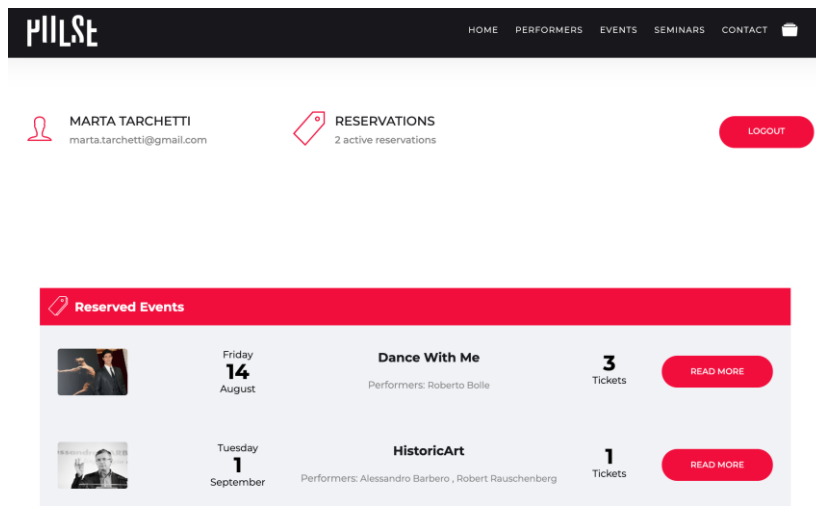 PULSE
HOME PERFORMERS EVENTS SEMINARS CONTACT
MARTA TARCHETTI
marta.tarchetti@gmail.com
RESERVATIONS
2 active reservations
LOGOUT
Reserved Events
Friday
14
August
Dance With Me
Performers: Roberto Bolle
3
Tickets
READ MORE
Tuesday
1
September
HistoricArt
Performers: Alessandro Barbero , Robert Rauschenberg
1
Tickets
READ MORE